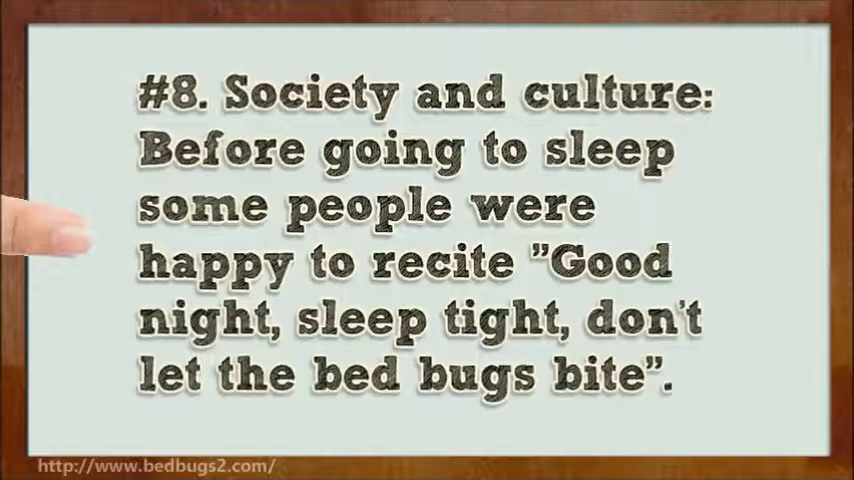 #8. Society and culture:
Before going to sleep
some people were
happy to recite ”Good
night, sleep tight, don't
let the bed bugs bite”.
http://www.bedbugs2.com/